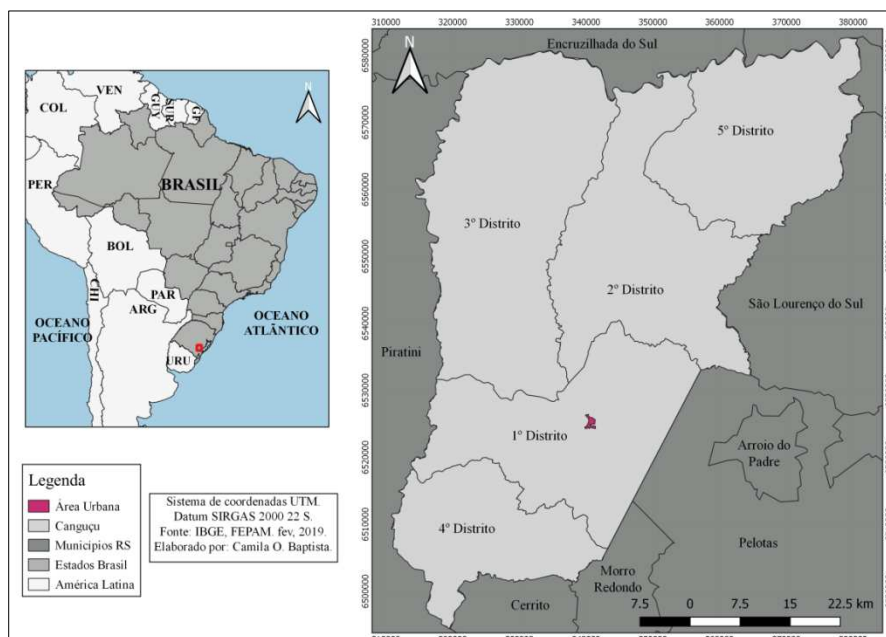 N
VEN
COL
GUY
SUR
GF
PER
BRASIL
BOL
CHI
PAR
ARG
OCEANO
PACÍFICO
OCEANO
ATLÂNTICO
URU
Legenda
Área Urbana
Canguçu
Municípios RS
Estados Brasil
América Latina
Sistema de coordenadas UTM.
Datum SIRGAS 2000 22 S.
Fonte: IBGE, FEPAM. fev, 2019.
Elaborado por: Camila O. Baptista.
310000 320000 330000 340000 350000 360000 370000 380000
N
Encruzilhada do Sul
5º Distrito
3º Distrito
2º Distrito
São Lourenço do Sul
Piratini
1º Distrito
Arroio do
Padre
4º Distrito
Pelotas
Morro
Redondo
Cerrito
7.5 0 7.5 15 22.5 km
6580000
6570000
6560000
6550000
6540000
6530000
6520000
6510000
6500000